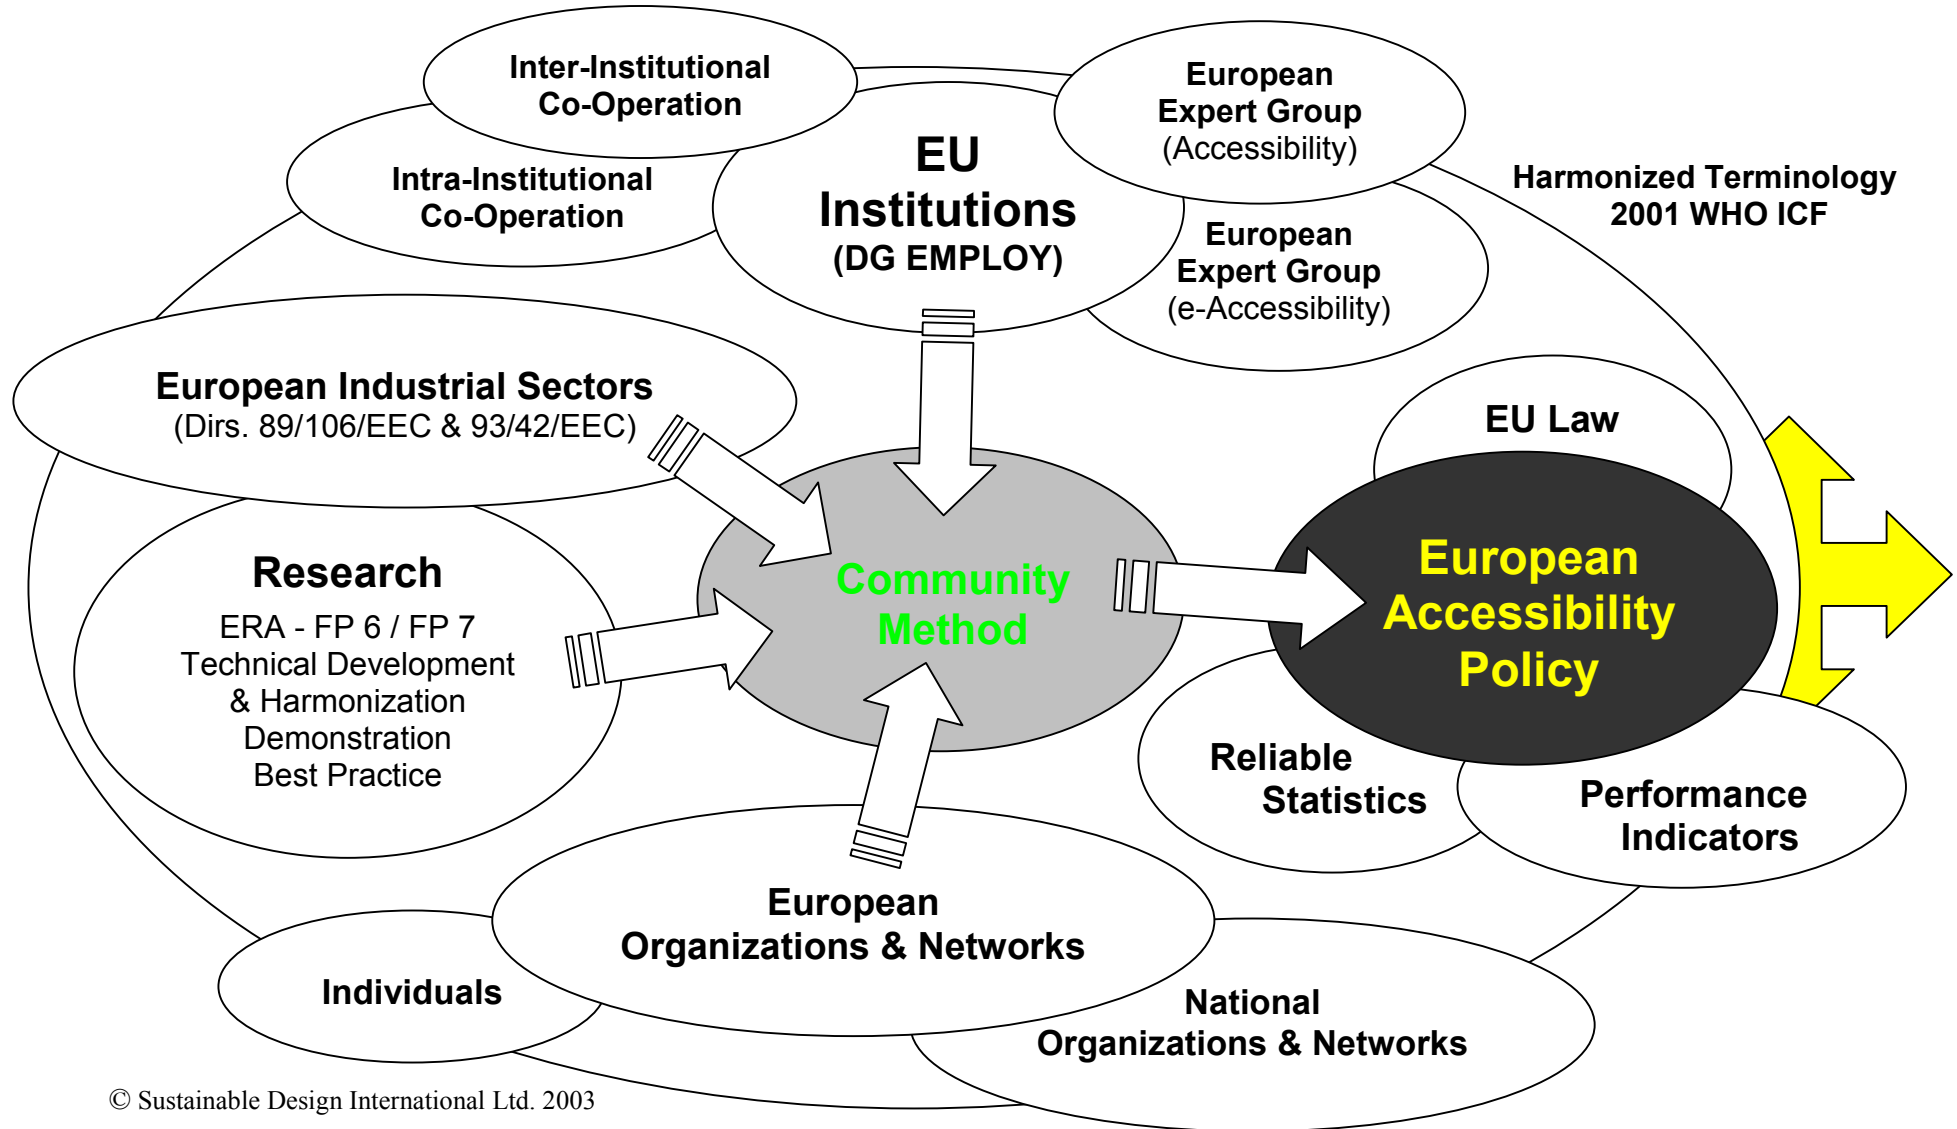 Inter-Institutional
Co-Operation
Intra-Institutional
Co-Operation
EU
Institutions
(DG EMPLOY)
European
Expert Group
(Accessibility)
European
Expert Group
(e-Accessibility)
Harmonized Terminology
2001 WHO ICF
European Industrial Sectors
(Dirs. 89/106/EEC & 93/42/EEC)
EU Law
Research
ERA - FP 6 / FP 7
Technical Development
& Harmonization
Demonstration
Best Practice
Community
Method
European
Accessibility
Policy
Reliable
Statistics
Performance
Indicators
European
Organizations & Networks
Individuals
National
Organizations & Networks
© Sustainable Design International Ltd. 2003